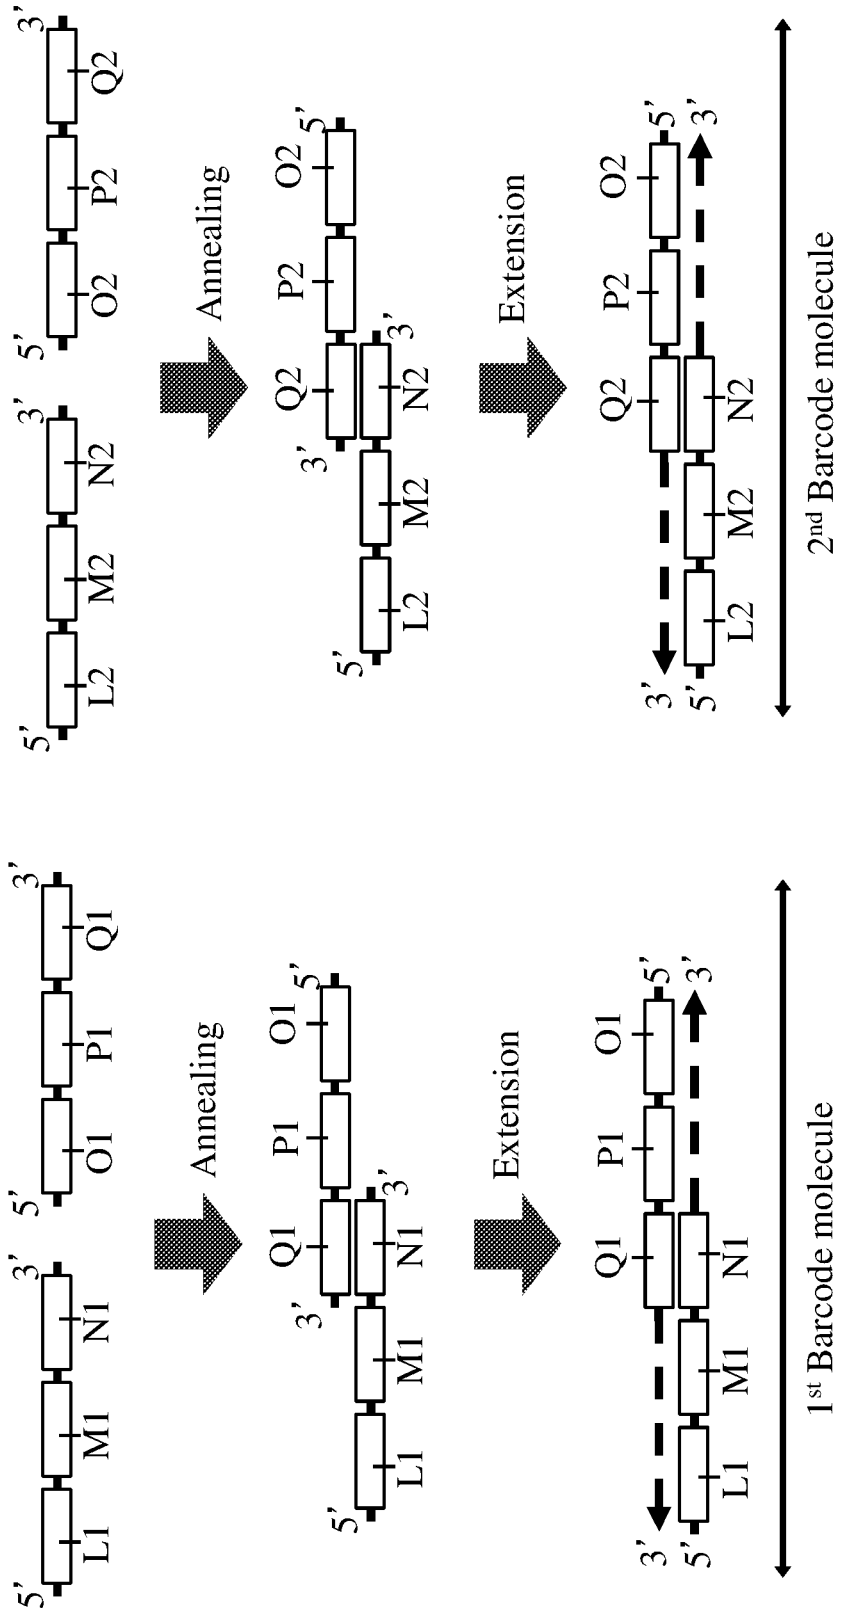 5’ 3’ 5’ 3’
L1 M1 N1 O1 P1 Q1
Annealing
Q1 P1 O1
3’ 5’
5’ 3’
L1 M1 N1
Extension
Q1 P1 O1
3’ 5’
5’ 3’
L1 M1 N1
1st Barcode molecule
5’ 3’ 5’ 3’
L2 M2 N2 O2 P2 Q2
Annealing
Q2 P2 O2
3’ 5’
5’ 3’
L2 M2 N2
Extension
Q2 P2 O2
3’ 5’
5’ 3’
L2 M2 N2
2nd Barcode molecule